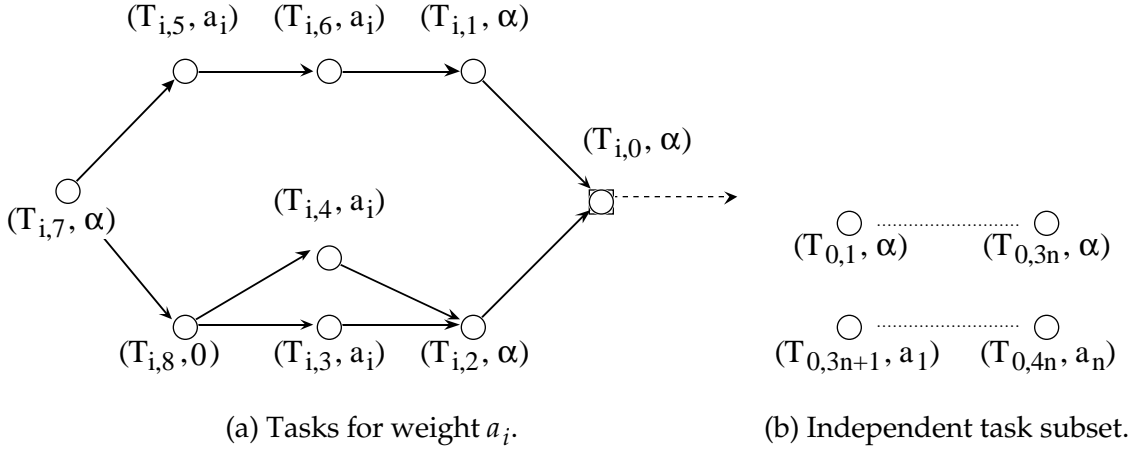 (T_{i,5}, a_i) (T_{i,6}, a_i) (T_{i,1}, α)
(T_{i,0}, α)
(T_{i,4}, a_i)
(T_{i,7}, α)
(T_{0,1}, α) (T_{0,3n}, α)
(T_{i,8}, 0) (T_{i,3}, a_i) (T_{i,2}, α)
(T_{0,3n+1}, a_1) (T_{0,4n}, a_n)
(a) Tasks for weight a_i. (b) Independent task subset.